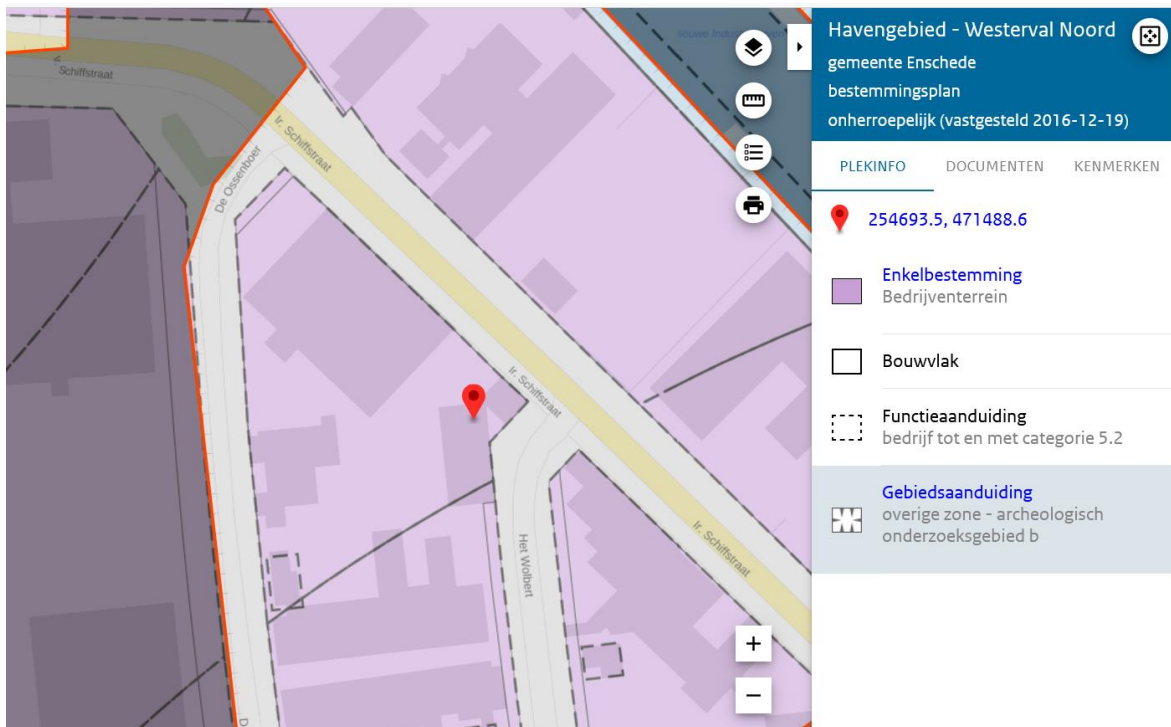 Schiffstraat
De Ossenboer
Ir. Schiffstraat
Ir. Schiffstraat
Ir. Schiffstraat
Het Wolbert
D
+
−
Havengebied - Westerval Noord
gemeente Enschede
bestemmingsplan
onherroepelijk (vastgesteld 2016-12-19)
PLEKINFO DOCUMENTEN KENMERKEN
254693.5, 471488.6
Enkelbestemming
Bedrijventerrein
Bouwvlak
Functieaanduiding
bedrijf tot en met categorie 5.2
Gebiedsaanduiding
overige zone - archeologisch
onderzoeksgebied b